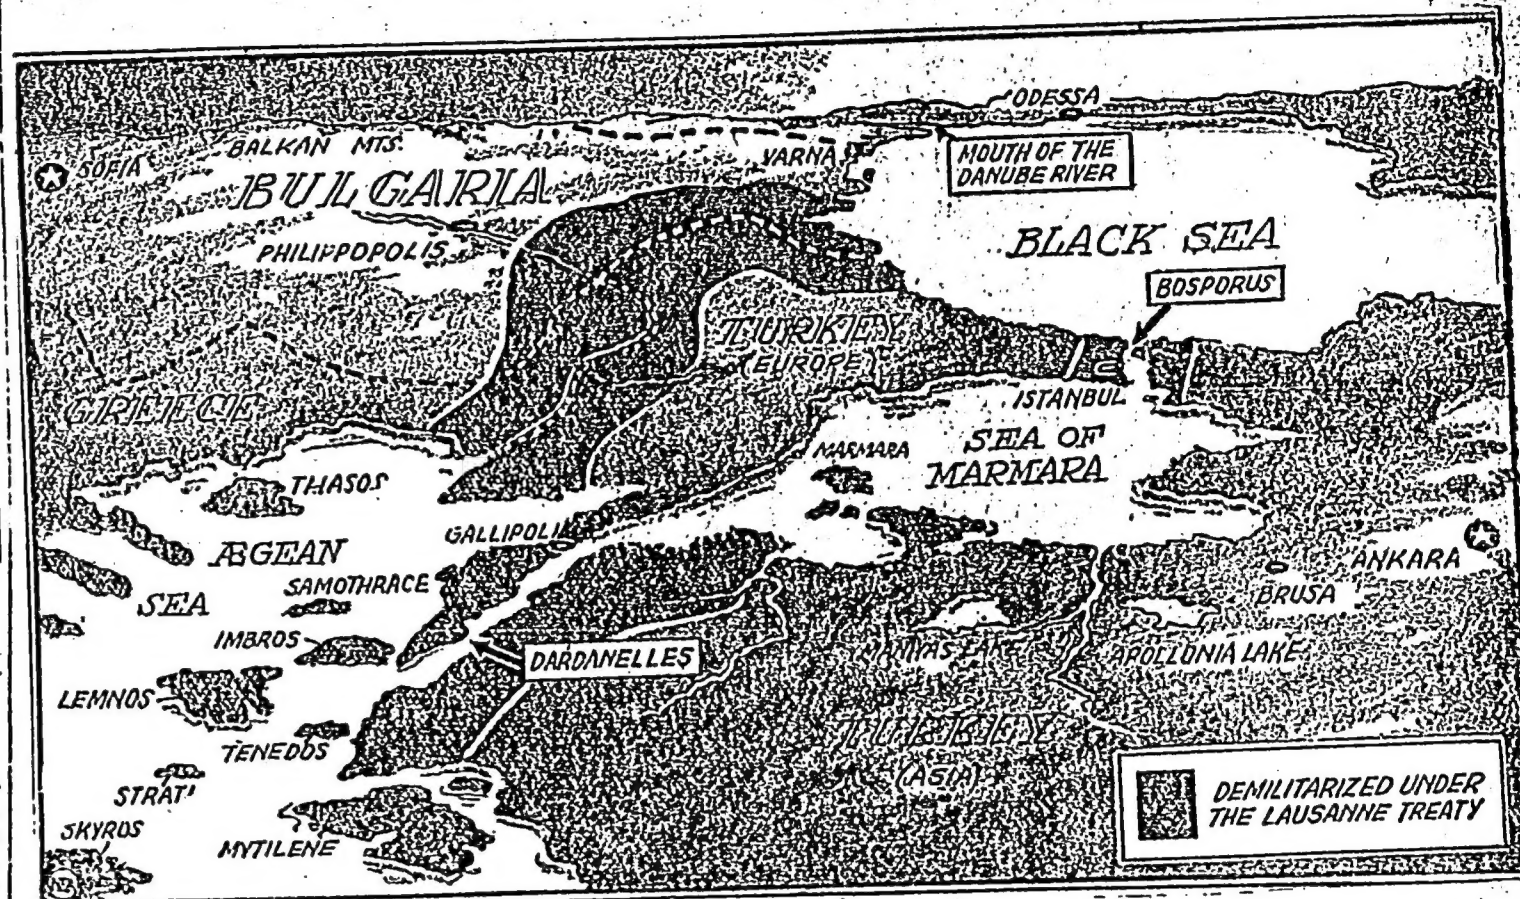 ODESSA
BALKAN MTS.
SOFIA
VARNA
MOUTH OF THE
DANUBE RIVER
BULGARIA
PHILIPPOPOLIS
BLACK SEA
BOSPORUS
TURKEY
(EUROPE)
GREECE
ISTANBUL
SEA OF
MARMARA
MARMARA
THASOS
GALLIPOLI
ÆGEAN
SEA
SAMOTHRACE
ANKARA
BRUSA
IMBROS
DARDANELLES
MANIYAS LAKE
APOLLONIA LAKE
LEMNOS
TENEDOS
TURKEY
(ASIA)
STRATI
SKYROS
MYTILENE
DEMILITARIZED UNDER
THE LAUSANNE TREATY